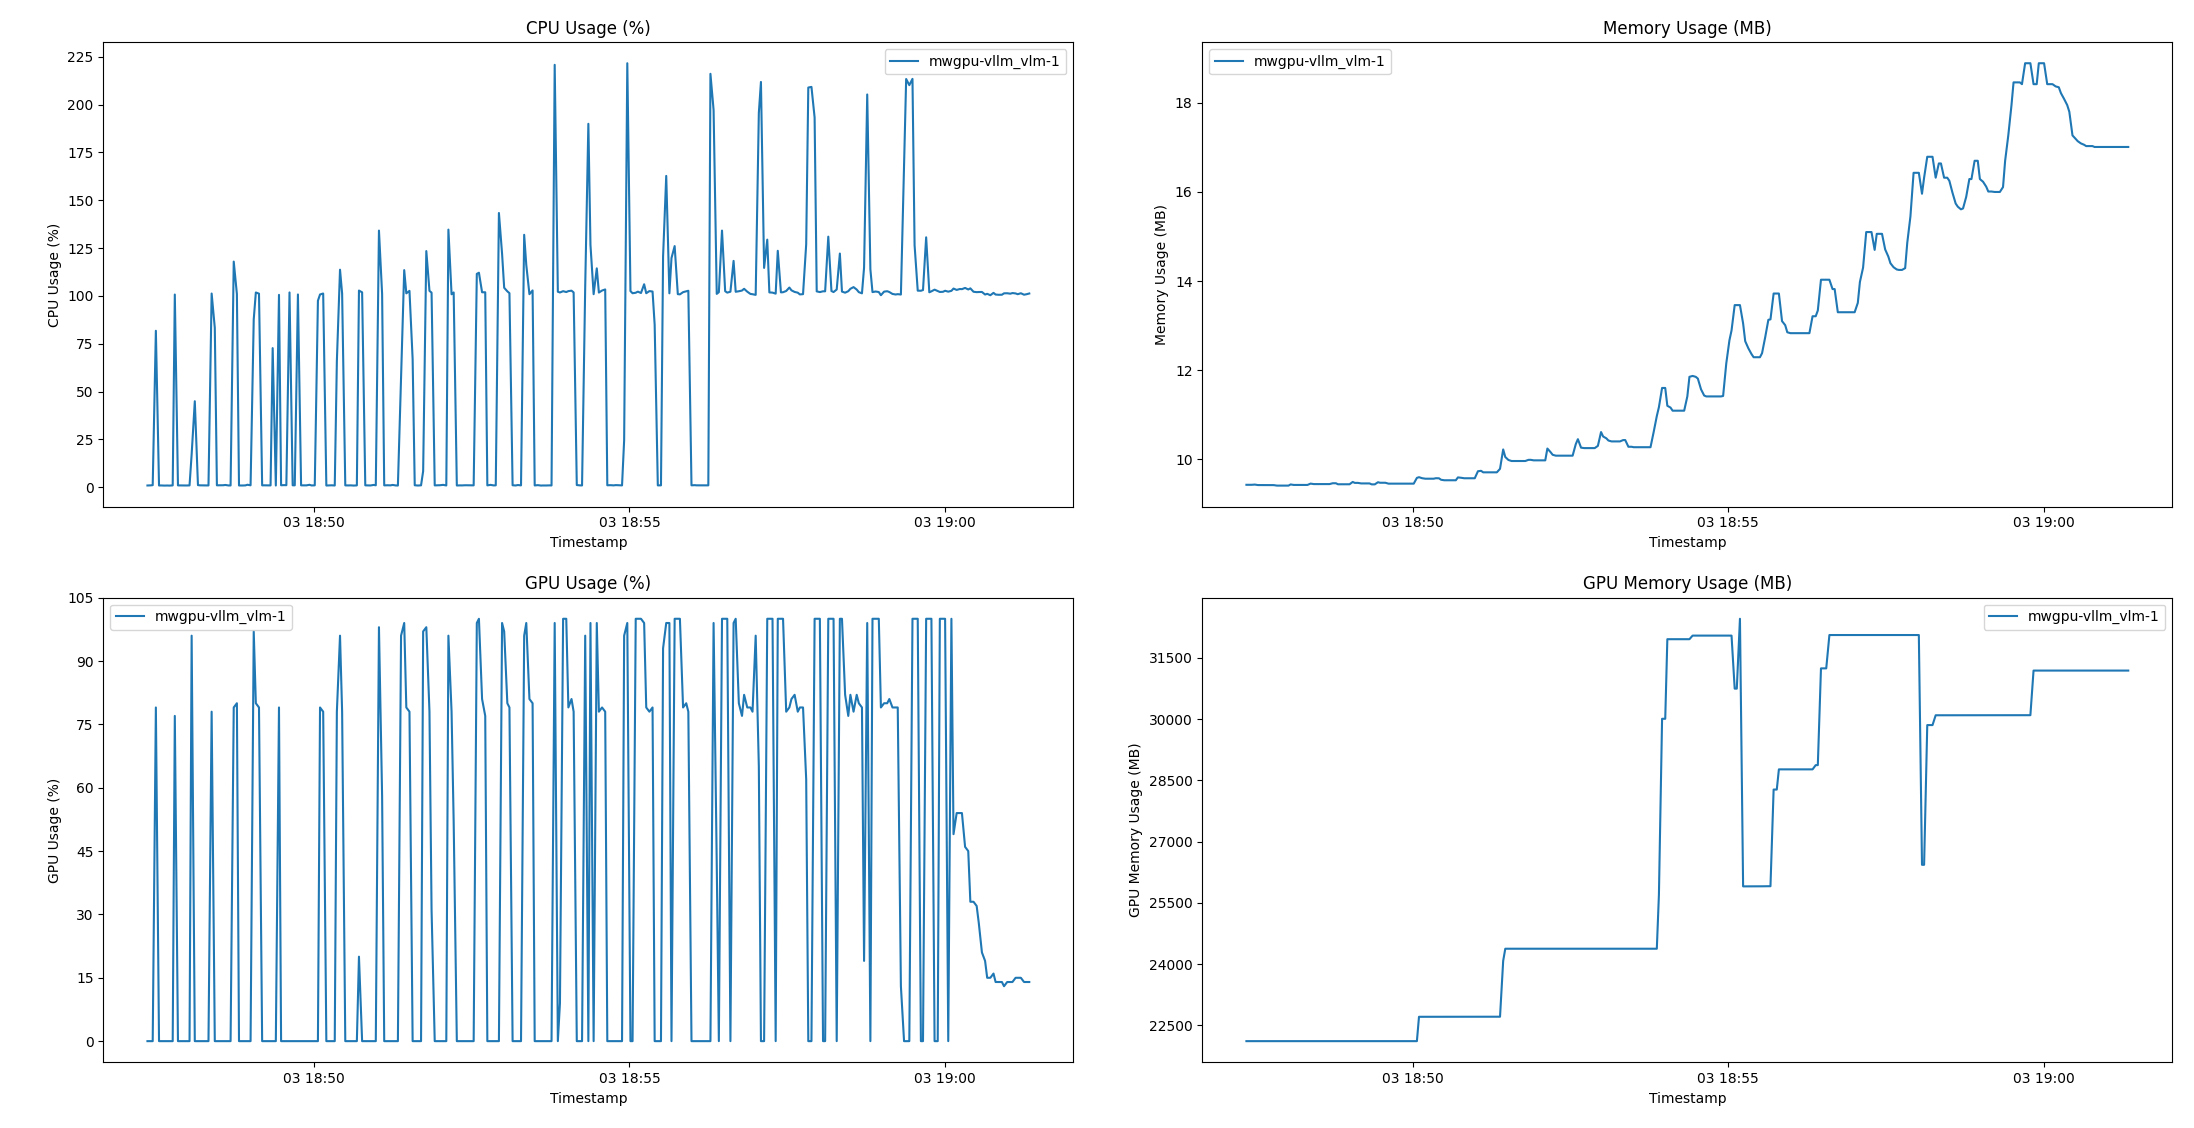 CPU Usage (%)
mwgpu-vllm_vlm-1
225
200
175
150
125
100
75
50
25
0
CPU Usage (%)
03 18:50
03 18:55
03 19:00
Timestamp
Memory Usage (MB)
mwgpu-vllm_vlm-1
18
16
14
12
10
Memory Usage (MB)
03 18:50
03 18:55
03 19:00
Timestamp
GPU Usage (%)
mwgpu-vllm_vlm-1
105
90
75
60
45
30
15
0
GPU Usage (%)
03 18:50
03 18:55
03 19:00
Timestamp
GPU Memory Usage (MB)
mwgpu-vllm_vlm-1
31500
30000
28500
27000
25500
24000
22500
GPU Memory Usage (MB)
03 18:50
03 18:55
03 19:00
Timestamp